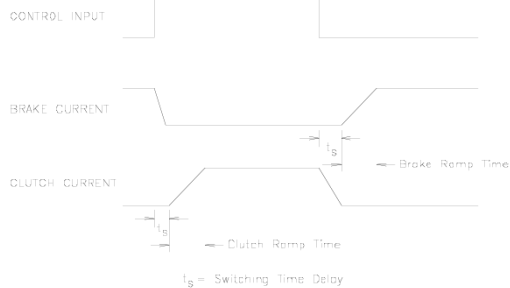 CONTROL INPUT
BRAKE CURRENT
tS
Brake Ramp Time
CLUTCH CURRENT
tS
Clutch Ramp Time
tS = Switching Time Delay